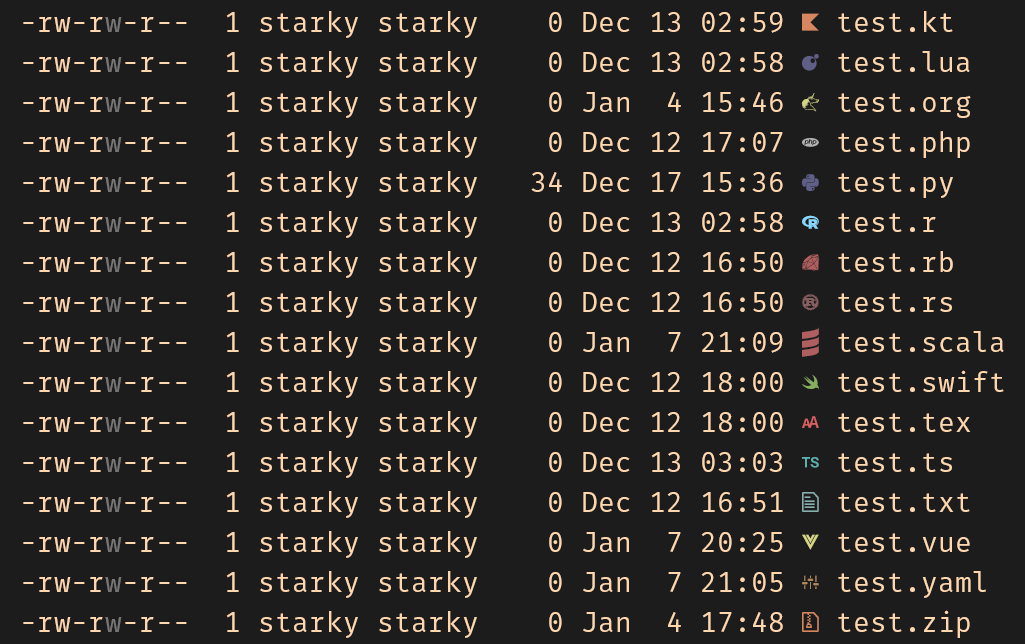 -rw-rw-r--  1 starky starky   0 Dec 13 02:59 test.kt
-rw-rw-r--  1 starky starky   0 Dec 13 02:58 test.lua
-rw-rw-r--  1 starky starky   0 Jan  4 15:46 test.org
-rw-rw-r--  1 starky starky   0 Dec 12 17:07 php test.php
-rw-rw-r--  1 starky starky  34 Dec 17 15:36 test.py
-rw-rw-r--  1 starky starky   0 Dec 13 02:58 R test.r
-rw-rw-r--  1 starky starky   0 Dec 12 16:50 test.rb
-rw-rw-r--  1 starky starky   0 Dec 12 16:50 R test.rs
-rw-rw-r--  1 starky starky   0 Jan  7 21:09 test.scala
-rw-rw-r--  1 starky starky   0 Dec 12 18:00 test.swift
-rw-rw-r--  1 starky starky   0 Dec 12 18:00 AA test.tex
-rw-rw-r--  1 starky starky   0 Dec 13 03:03 TS test.ts
-rw-rw-r--  1 starky starky   0 Dec 12 16:51 test.txt
-rw-rw-r--  1 starky starky   0 Jan  7 20:25 test.vue
-rw-rw-r--  1 starky starky   0 Jan  7 21:05 test.yaml
-rw-rw-r--  1 starky starky   0 Jan  4 17:48 test.zip